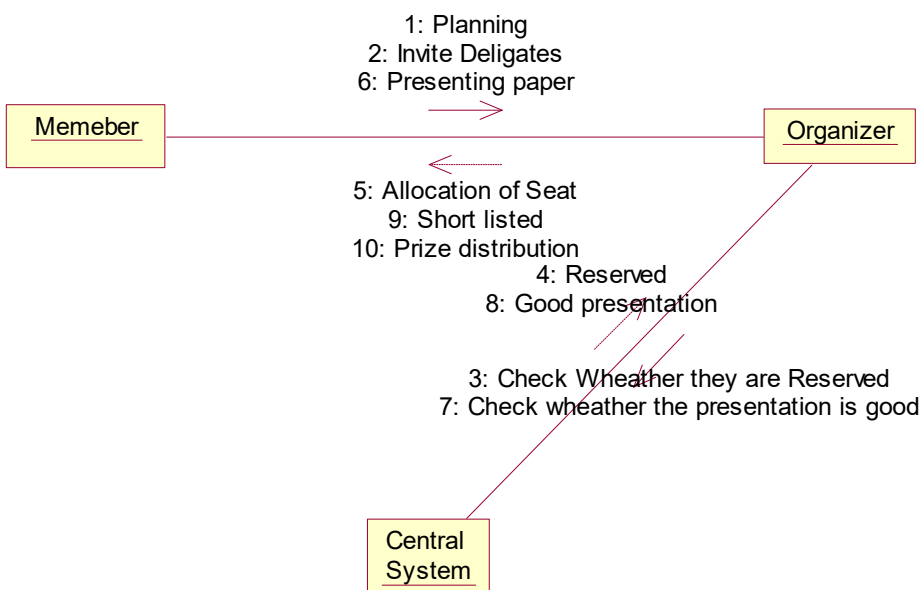 1: Planning
2: Invite Deligates
6: Presenting paper
Memeber
Organizer
5: Allocation of Seat
9: Short listed
10: Prize distribution
4: Reserved
8: Good presentation
3: Check Wheather they are Reserved
7: Check wheather the presentation is good
Central
System